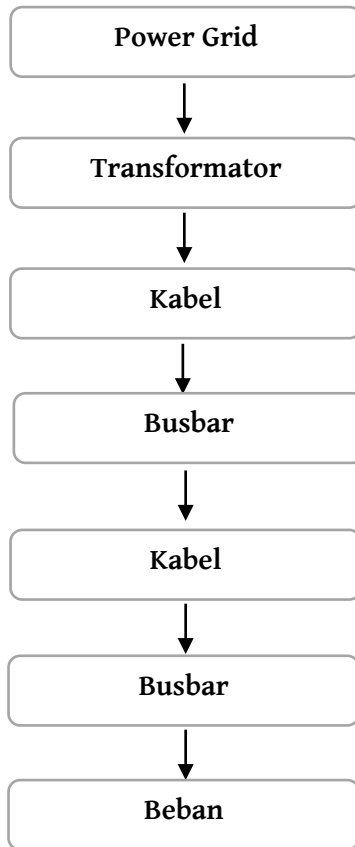 Power Grid
Transformator
Kabel
Busbar
Kabel
Busbar
Beban